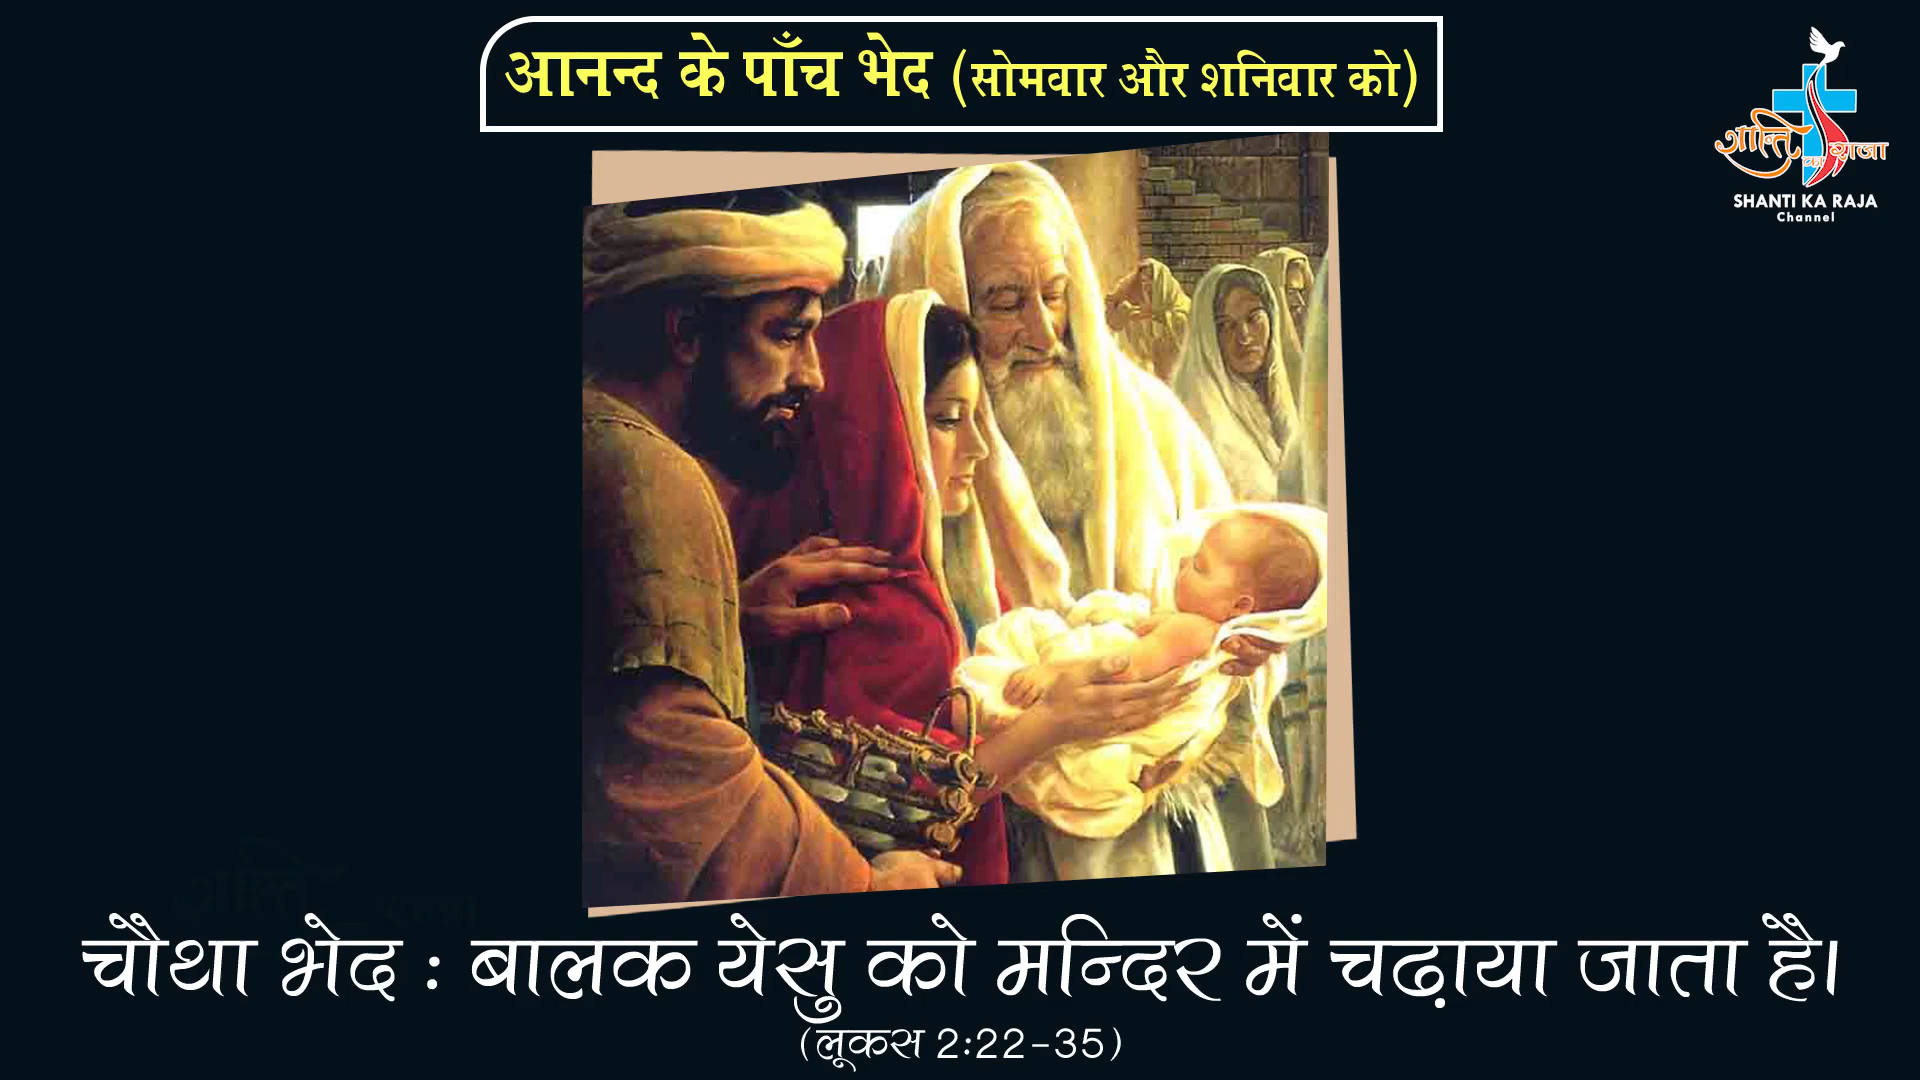 आनन्द के पाँच भेद (सोमवार और शनिवार को)
शान्ति का राजा
SHANTI KA RAJA
Channel
चौथा भेद : बालक येसु को मन्दिर में चढ़ाया जाता है।
(लूकस 2:22-35)